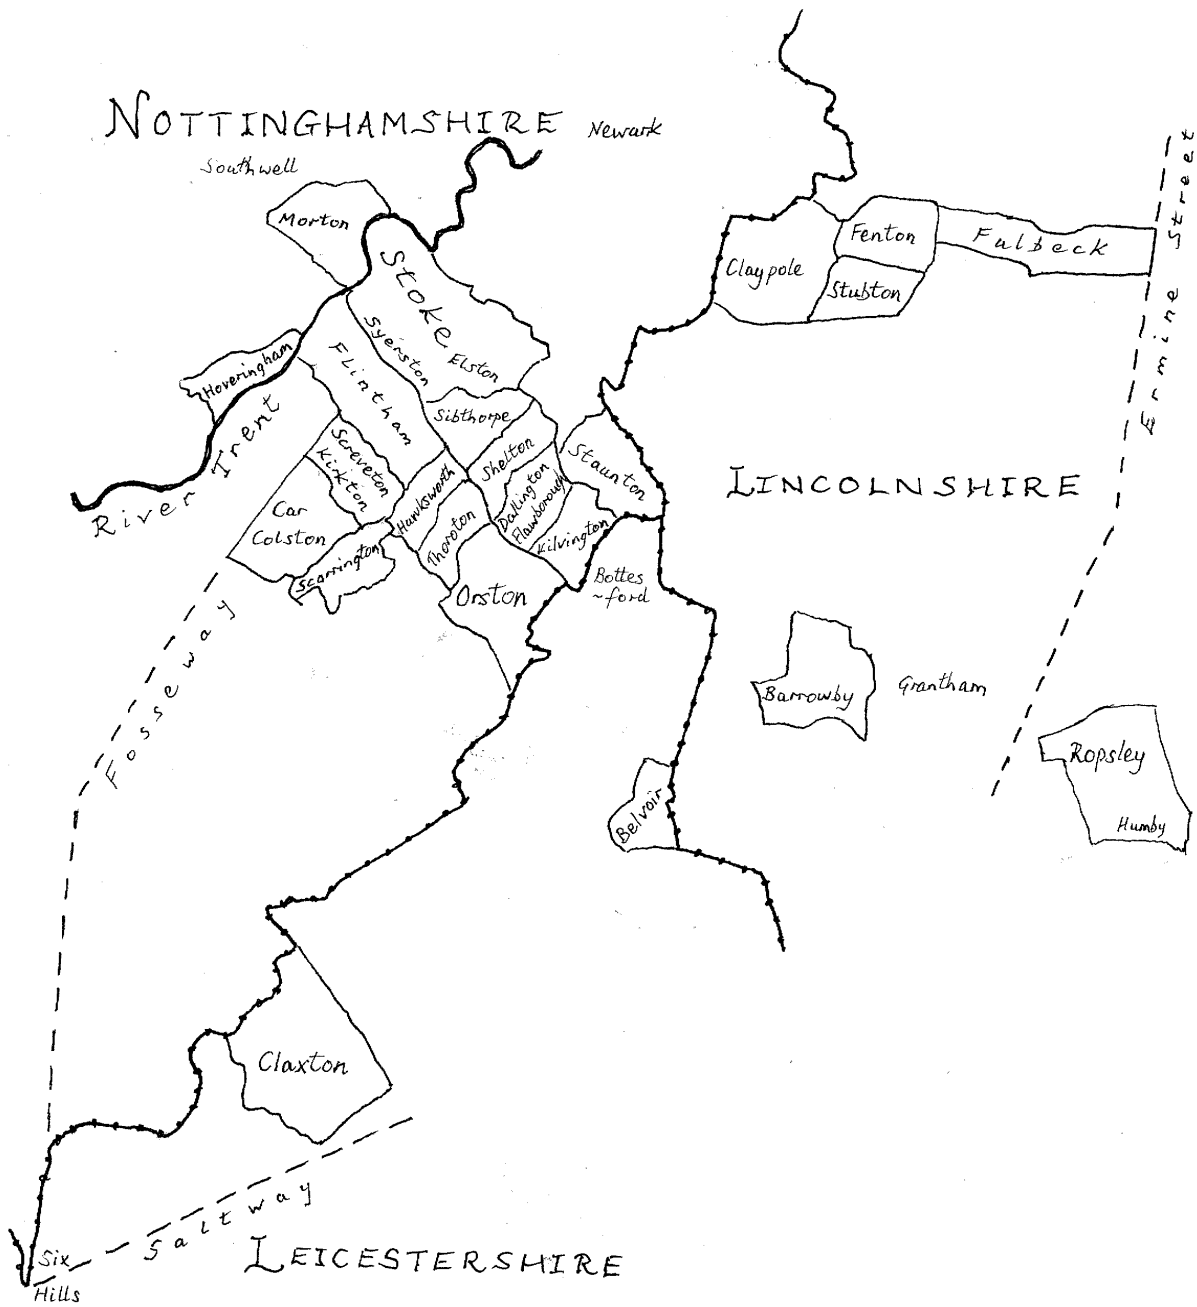 NOTTINGHAMSHIRE
Newark
Southwell
Morton
Stoke
Syerston
Elston
Flintham
Hoveringham
River Trent
Sibthorpe
Shelton
Staunton
Screveton
Kirkton
Hawksworth
Dallington
Flawborough
Thoroton
Kilvington
Car
Colston
Scarrington
Orston
Bottes
~ford
Claypole
Fenton
Stubton
Fulbeck
Ermine Street
LINCOLNSHIRE
Barrowby
Grantham
Ropsley
Humby
Belvoir
Fosseway
Claxton
Saltway
Six
Hills
LEICESTERSHIRE